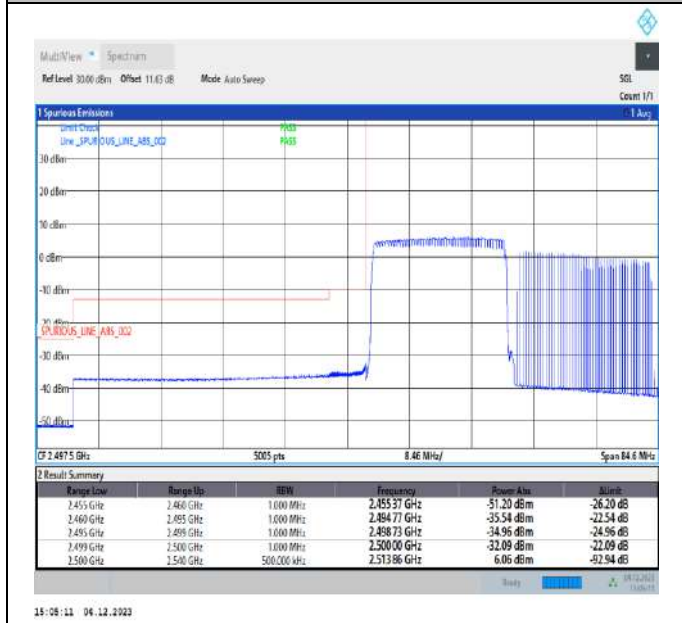 MultiView Spectrum
Ref Level 30.00 dBm Offset 11.63 dB Mode Auto Sweep SGL
Count 1/1
1 Spurious Emissions 1 Avg
Limit Check PASS
Line _SPURIOUS_LINE_ABS_002 PASS
30 dBm
20 dBm
10 dBm
0 dBm
-10 dBm
-20 dBm
_SPURIOUS_LINE_ABS_002
-30 dBm
-40 dBm
-50 dBm
CF 2.4975 GHz 5005 pts 8.46 MHz/ Span 84.6 MHz
2 Result Summary
Range Low Range Up RBW Frequency Power Abs ΔLimit
2.455 GHz 2.460 GHz 1.000 MHz 2.45537 GHz -51.20 dBm -26.20 dB
2.460 GHz 2.495 GHz 1.000 MHz 2.49477 GHz -35.54 dBm -22.54 dB
2.495 GHz 2.499 GHz 1.000 MHz 2.49873 GHz -34.96 dBm -24.96 dB
2.499 GHz 2.500 GHz 1.000 MHz 2.50000 GHz -32.09 dBm -22.09 dB
2.500 GHz 2.540 GHz 500.000 kHz 2.51386 GHz 6.06 dBm -92.94 dB
Ready
15:05:11 06.12.2023